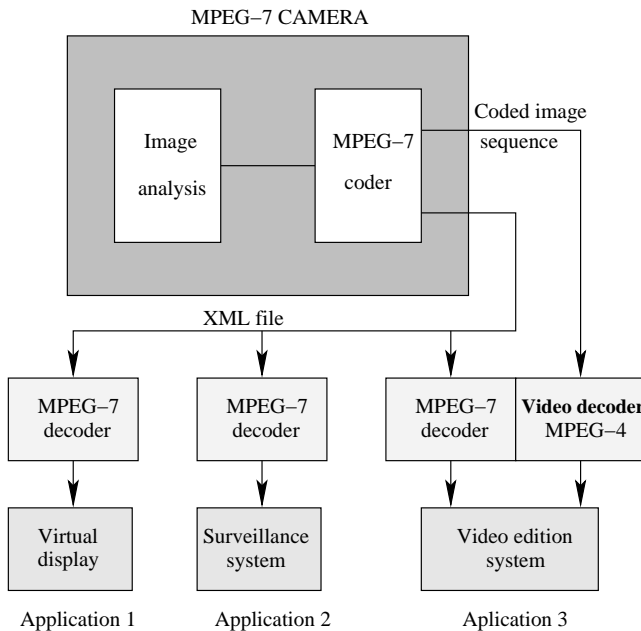 MPEG−7 CAMERA
Image
analysis
MPEG−7
coder
Coded image
sequence
XML file
MPEG−7
decoder
MPEG−7
decoder
MPEG−7
decoder
Video decoder
MPEG−4
Virtual
display
Surveillance
system
Video edition
system
Application 1
Application 2
Aplication 3